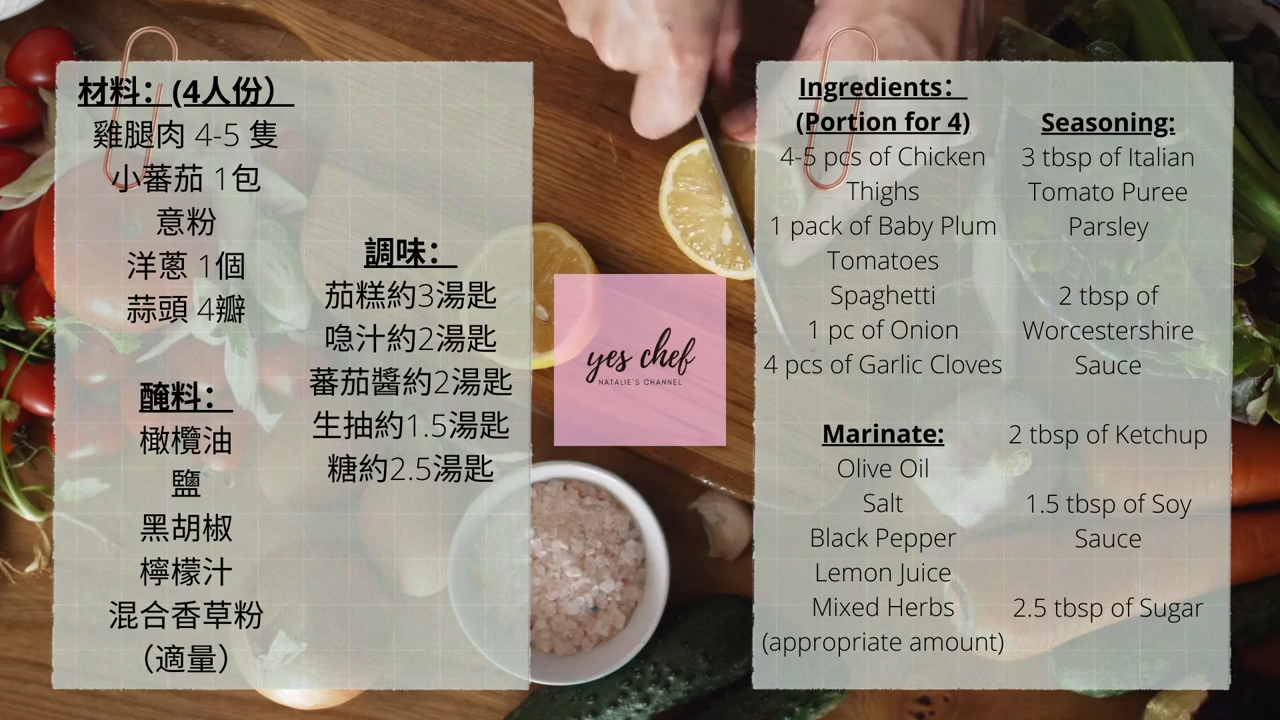 材料：(4人份）
雞腿肉 4-5 隻
小蕃茄 1包
意粉
洋蔥 1個
蒜頭 4瓣
醃料：
橄欖油
鹽
黑胡椒
檸檬汁
混合香草粉
（適量）
調味：
茄糕約3湯匙
喼汁約2湯匙
蕃茄醬約2湯匙
生抽約1.5湯匙
糖約2.5湯匙
yes chef
NATALIE'S CHANNEL
Ingredients：
(Portion for 4)
4-5 pcs of Chicken
Thighs
1 pack of Baby Plum
Tomatoes
Spaghetti
1 pc of Onion
4 pcs of Garlic Cloves
Marinate:
Olive Oil
Salt
Black Pepper
Lemon Juice
Mixed Herbs
(appropriate amount)
Seasoning:
3 tbsp of Italian
Tomato Puree
Parsley
2 tbsp of
Worcestershire
Sauce
2 tbsp of Ketchup
1.5 tbsp of Soy
Sauce
2.5 tbsp of Sugar